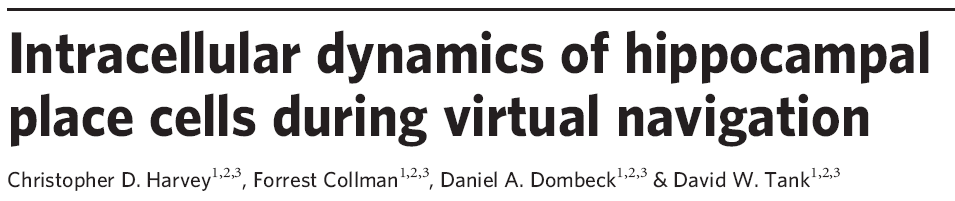 Intracellular dynamics of hippocampal
place cells during virtual navigation
Christopher D. Harvey1,2,3, Forrest Collman1,2,3, Daniel A. Dombeck1,2,3 & David W. Tank1,2,3